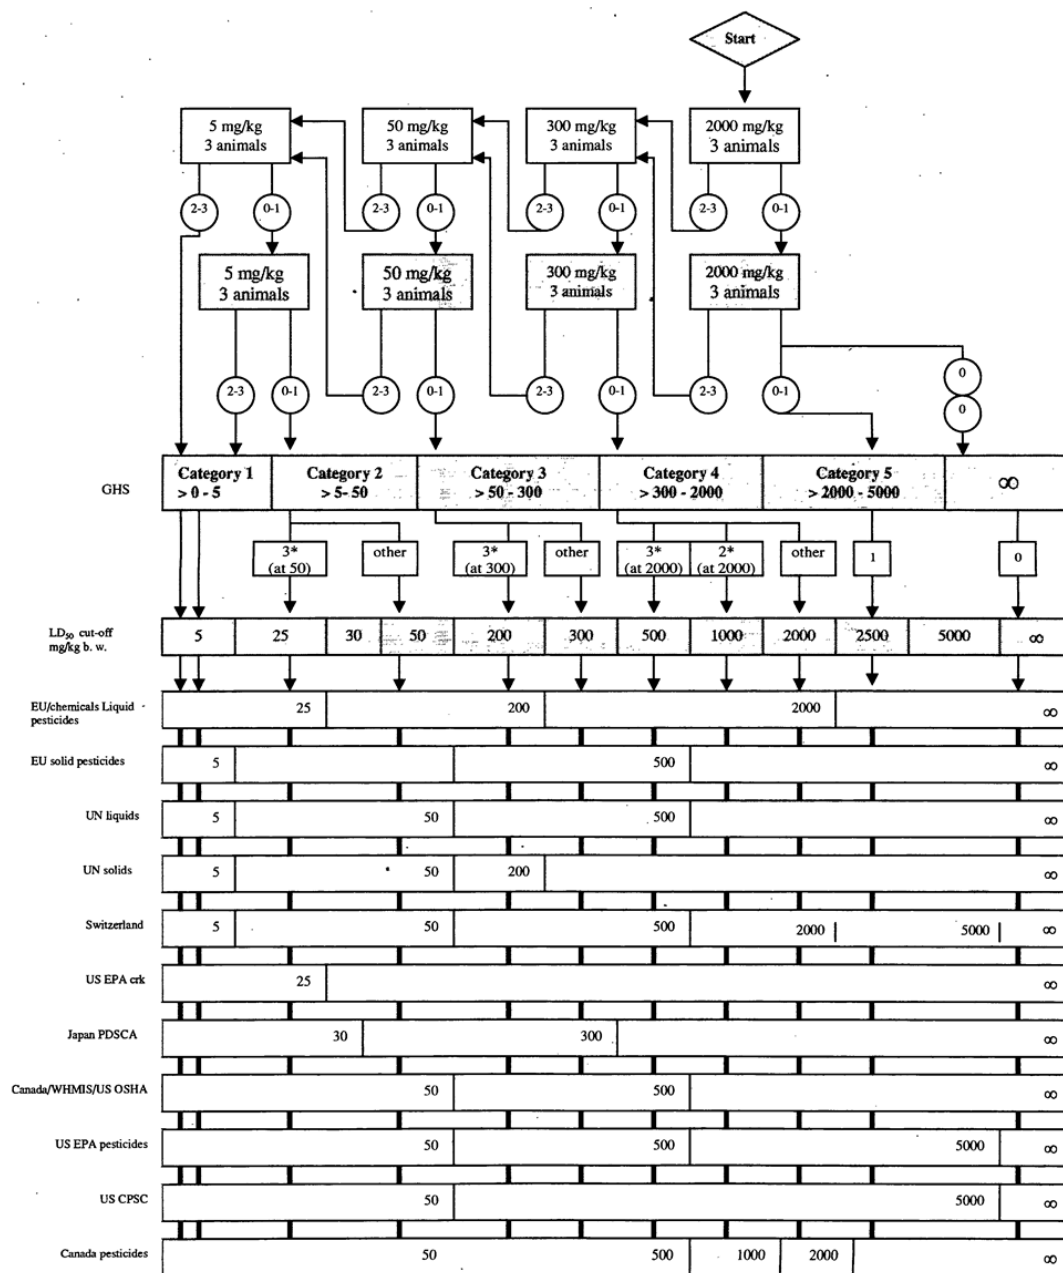 Start
5 mg/kg
3 animals
50 mg/kg
3 animals
300 mg/kg
3 animals
2000 mg/kg
3 animals
2-3
0-1
2-3
0-1
2-3
0-1
2-3
0-1
5 mg/kg
3 animals
50 mg/kg
3 animals
300 mg/kg
3 animals
2000 mg/kg
3 animals
2-3
0-1
2-3
0-1
2-3
0-1
2-3
0-1
0
0
GHS
Category 1
> 0 - 5
Category 2
> 5- 50
Category 3
> 50 - 300
Category 4
> 300 - 2000
Category 5
> 2000 - 5000
∞
3*
(at 50)
other
3*
(at 300)
other
3*
(at 2000)
2*
(at 2000)
other
1
0
LD₅₀ cut-off
mg/kg b. w.
5 25 30 50 200 300 500 1000 2000 2500 5000 ∞
EU/chemicals Liquid
pesticides
25 200 2000 ∞
EU solid pesticides 5 500 ∞
UN liquids 5 50 500 ∞
UN solids 5 50 200 ∞
Switzerland 5 50 500 2000 5000 ∞
US EPA crk 25 ∞
Japan PDSCA 30 300 ∞
Canada/WHMIS/US OSHA 50 500 ∞
US EPA pesticides 50 500 5000 ∞
US CPSC 50 5000 ∞
Canada pesticides 50 500 1000 2000 ∞